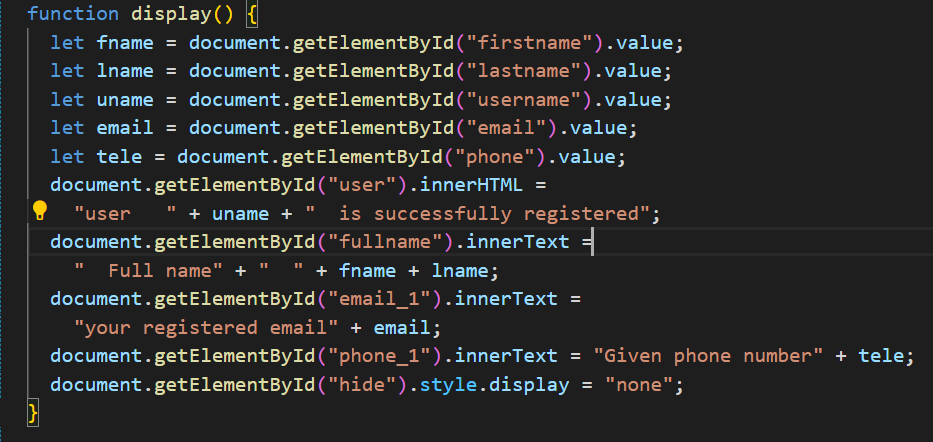 function display() {
  let fname = document.getElementById("firstname").value;
  let lname = document.getElementById("lastname").value;
  let uname = document.getElementById("username").value;
  let email = document.getElementById("email").value;
  let tele = document.getElementById("phone").value;
  document.getElementById("user").innerHTML =
    "user   " + uname + "  is successfully registered";
  document.getElementById("fullname").innerText =
    "  Full name" + "  " + fname + lname;
  document.getElementById("email_1").innerText =
    "your registered email" + email;
  document.getElementById("phone_1").innerText = "Given phone number" + tele;
  document.getElementById("hide").style.display = "none";
}